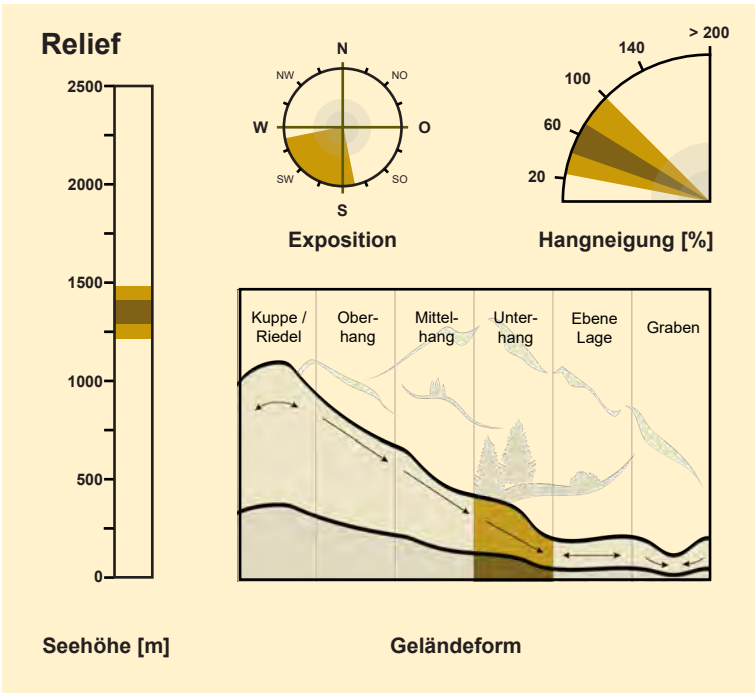 Relief
2500
2000
1500
1000
500
0
Seehöhe [m]
N
NW
NO
W
O
SW
SO
S
Exposition
> 200
140
100
60
20
Hangneigung [%]
Kuppe /
Riedel
Ober-
hang
Mittel-
hang
Unter-
hang
Ebene
Lage
Graben
Geländeform